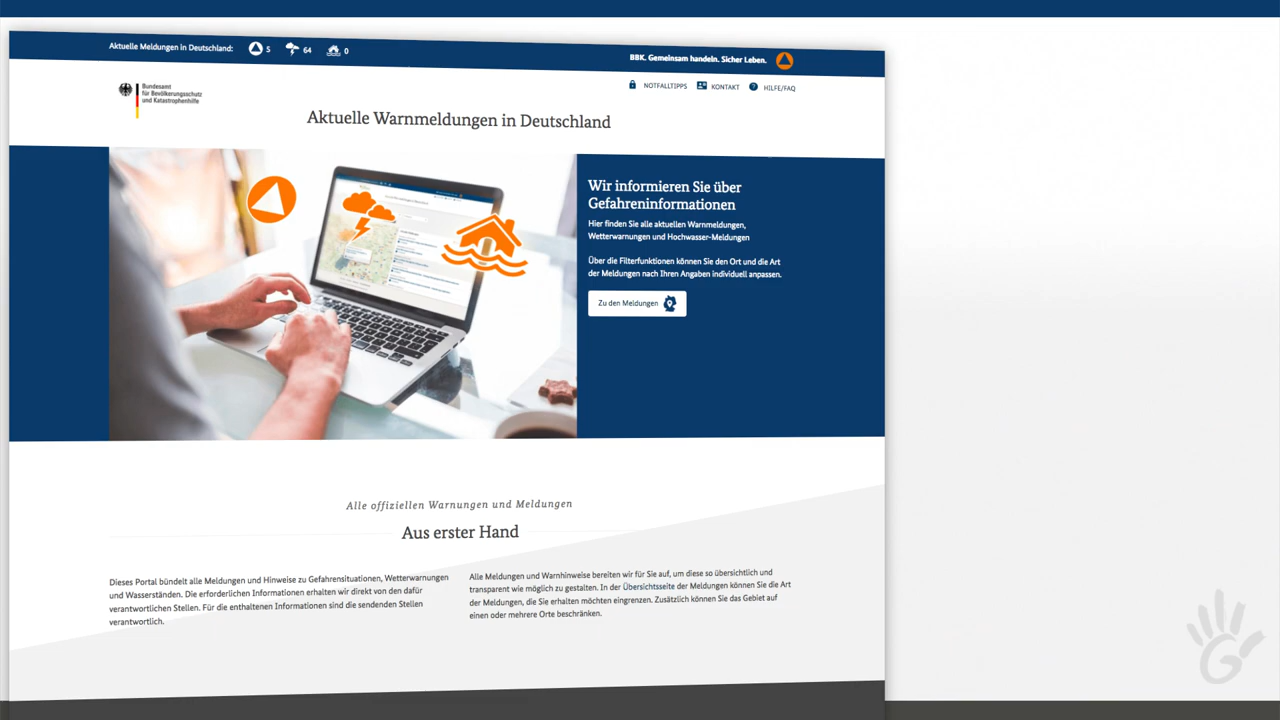 Aktuelle Meldungen in Deutschland: 5 64 0
BBK. Gemeinsam handeln. Sicher Leben.
Bundesamt
für Bevölkerungsschutz
und Katastrophenhilfe
NOTFALLTIPPS KONTAKT HILFE/FAQ
Aktuelle Warnmeldungen in Deutschland
Wir informieren Sie über
Gefahreninformationen
Hier finden Sie alle aktuellen Warnmeldungen,
Wetterwarnungen und Hochwasser-Meldungen
Über die Filterfunktionen können Sie den Ort und die Art
der Meldungen nach Ihren Angaben individuell anpassen.
Zu den Meldungen
Alle offiziellen Warnungen und Meldungen
Aus erster Hand
Dieses Portal bündelt alle Meldungen und Hinweise zu Gefahrensituationen, Wetterwarnungen
und Wasserständen. Die erforderlichen Informationen erhalten wir direkt von den dafür
verantwortlichen Stellen. Für die enthaltenen Informationen sind die sendenden Stellen
verantwortlich.
Alle Meldungen und Warnhinweise bereiten wir für Sie auf, um diese so übersichtlich und
transparent wie möglich zu gestalten. In der Übersichtsseite der Meldungen können Sie die Art
der Meldungen, die Sie erhalten möchten eingrenzen. Zusätzlich können Sie das Gebiet auf
einen oder mehrere Orte beschränken.
G